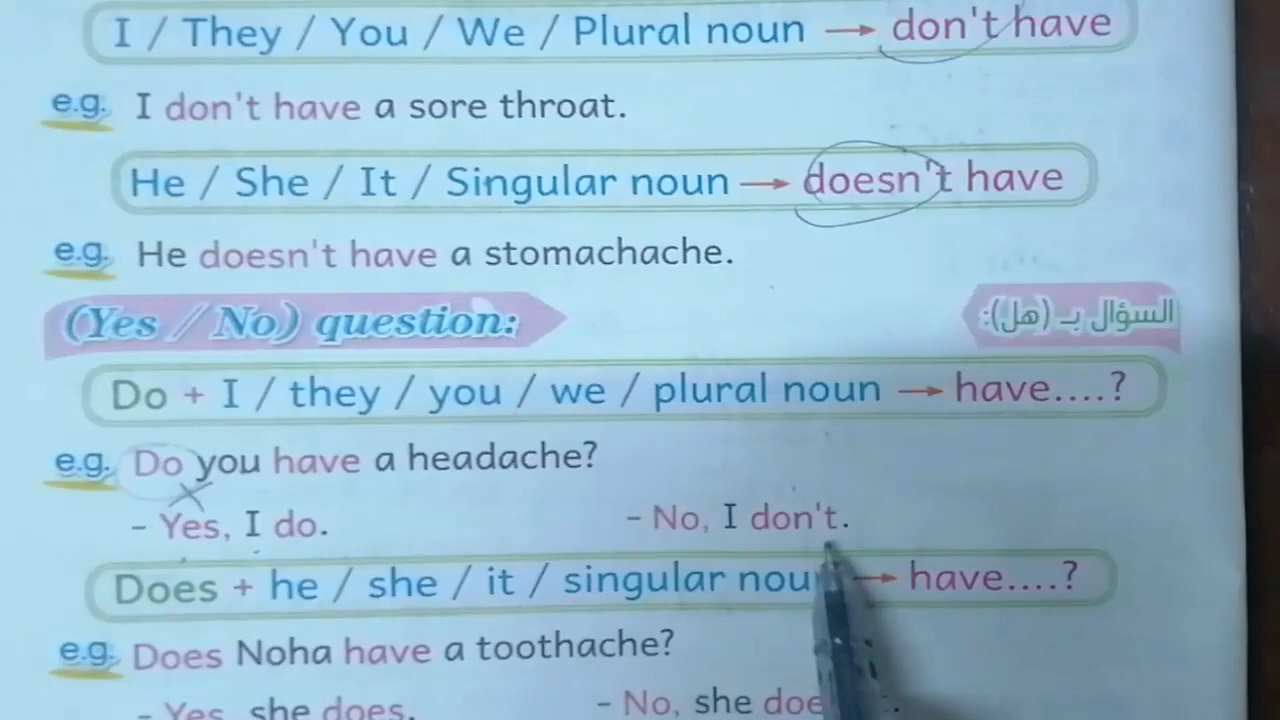 I / They / You / We / Plural noun → don't have
e.g. I don't have a sore throat.
He / She / It / Singular noun → doesn't have
e.g. He doesn't have a stomachache.
(Yes / No) question: السؤال بـ (هل):
Do + I / they / you / we / plural noun → have....?
e.g. Do you have a headache?
- Yes, I do. - No, I don't.
Does + he / she / it / singular → have....?
e.g. Does Noha have a toothache?
- Yes, she does. - No, she